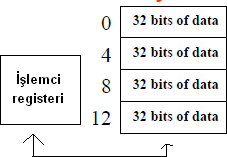 0 32 bits of data
4 32 bits of data
8 32 bits of data
12 32 bits of data
İşlemci
registeri